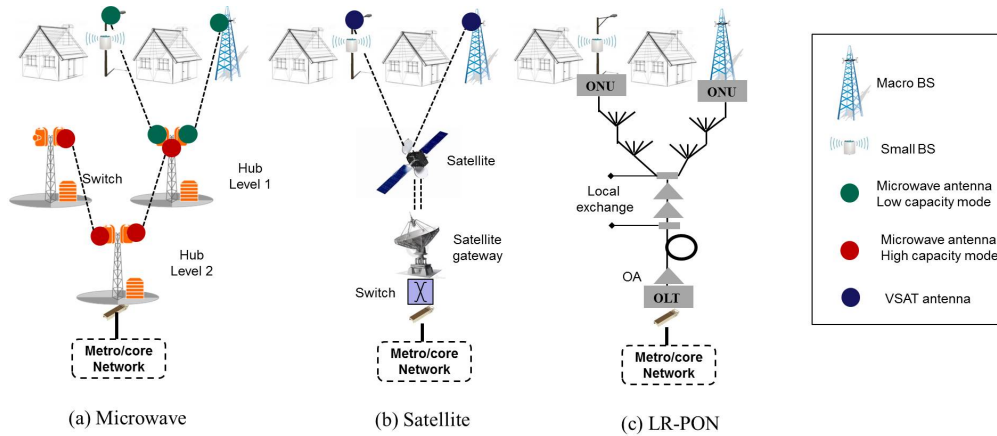 ONU
ONU
Switch
Hub
Level 1
Hub
Level 2
Metro/core
Network
(a) Microwave
Satellite
Satellite
gateway
Switch
Metro/core
Network
(b) Satellite
Local
exchange
OA
OLT
Metro/core
Network
(c) LR-PON
Macro BS
Small BS
Microwave antenna
Low capacity mode
Microwave antenna
High capacity mode
VSAT antenna